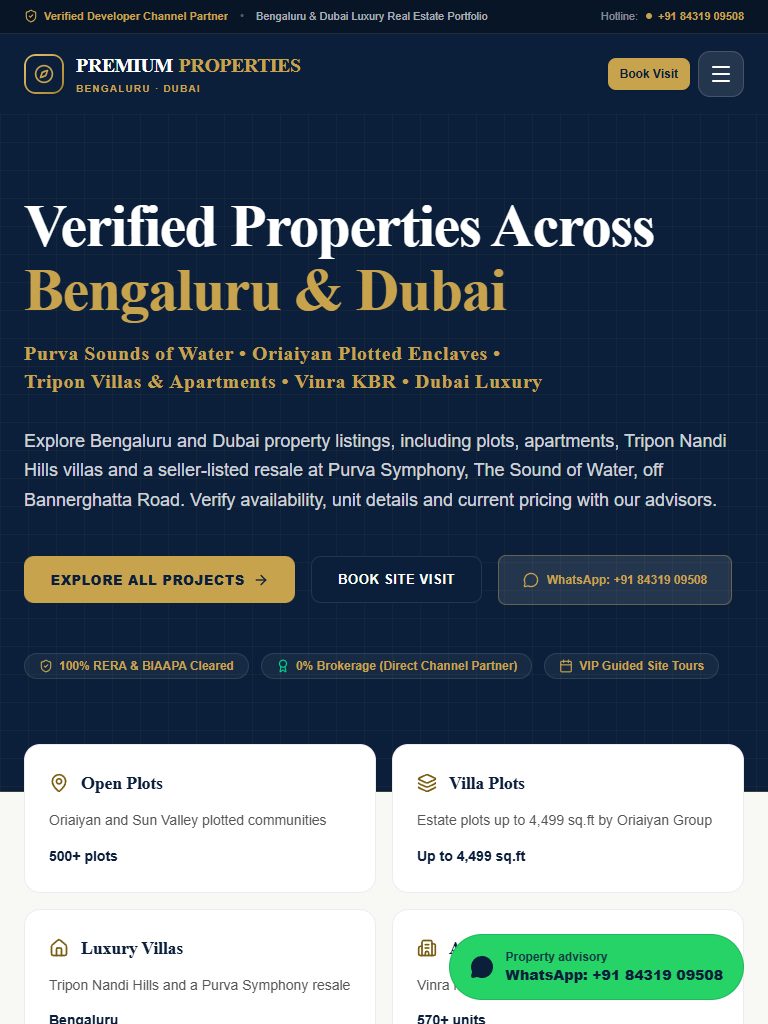 Verified Developer Channel Partner • Bengaluru & Dubai Luxury Real Estate Portfolio Hotline: +91 84319 09508
PREMIUM PROPERTIES
BENGALURU · DUBAI
Book Visit
Verified Properties Across
Bengaluru & Dubai
Purva Sounds of Water • Oriaiyan Plotted Enclaves •
Tripon Villas & Apartments • Vinra KBR • Dubai Luxury
Explore Bengaluru and Dubai property listings, including plots, apartments, Tripon Nandi
Hills villas and a seller-listed resale at Purva Symphony, The Sound of Water, off
Bannerghatta Road. Verify availability, unit details and current pricing with our advisors.
EXPLORE ALL PROJECTS →
BOOK SITE VISIT
WhatsApp: +91 84319 09508
100% RERA & BIAAPA Cleared
0% Brokerage (Direct Channel Partner)
VIP Guided Site Tours
Open Plots
Oriaiyan and Sun Valley plotted communities
500+ plots
Villa Plots
Estate plots up to 4,499 sq.ft by Oriaiyan Group
Up to 4,499 sq.ft
Luxury Villas
Tripon Nandi Hills and a Purva Symphony resale
Bengaluru
Vinra
570+ units
Property advisory
WhatsApp: +91 84319 09508